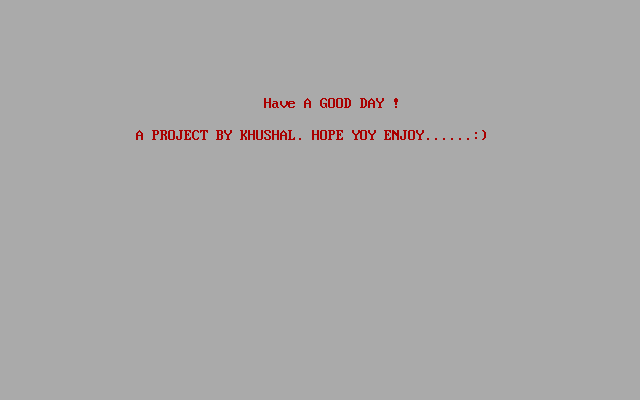 Have A GOOD DAY !
A PROJECT BY KHUSHAL. HOPE YOY ENJOY......:)